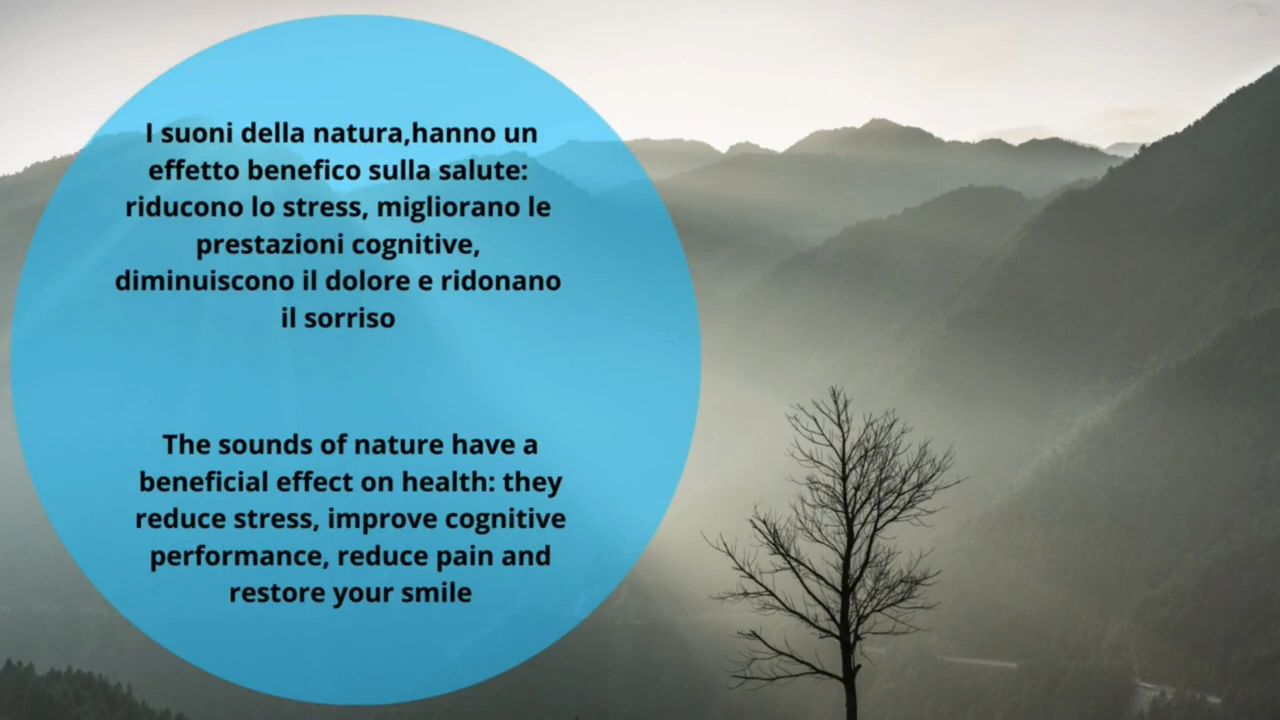 I suoni della natura,hanno un
effetto benefico sulla salute:
riducono lo stress, migliorano le
prestazioni cognitive,
diminuiscono il dolore e ridonano
il sorriso
The sounds of nature have a
beneficial effect on health: they
reduce stress, improve cognitive
performance, reduce pain and
restore your smile